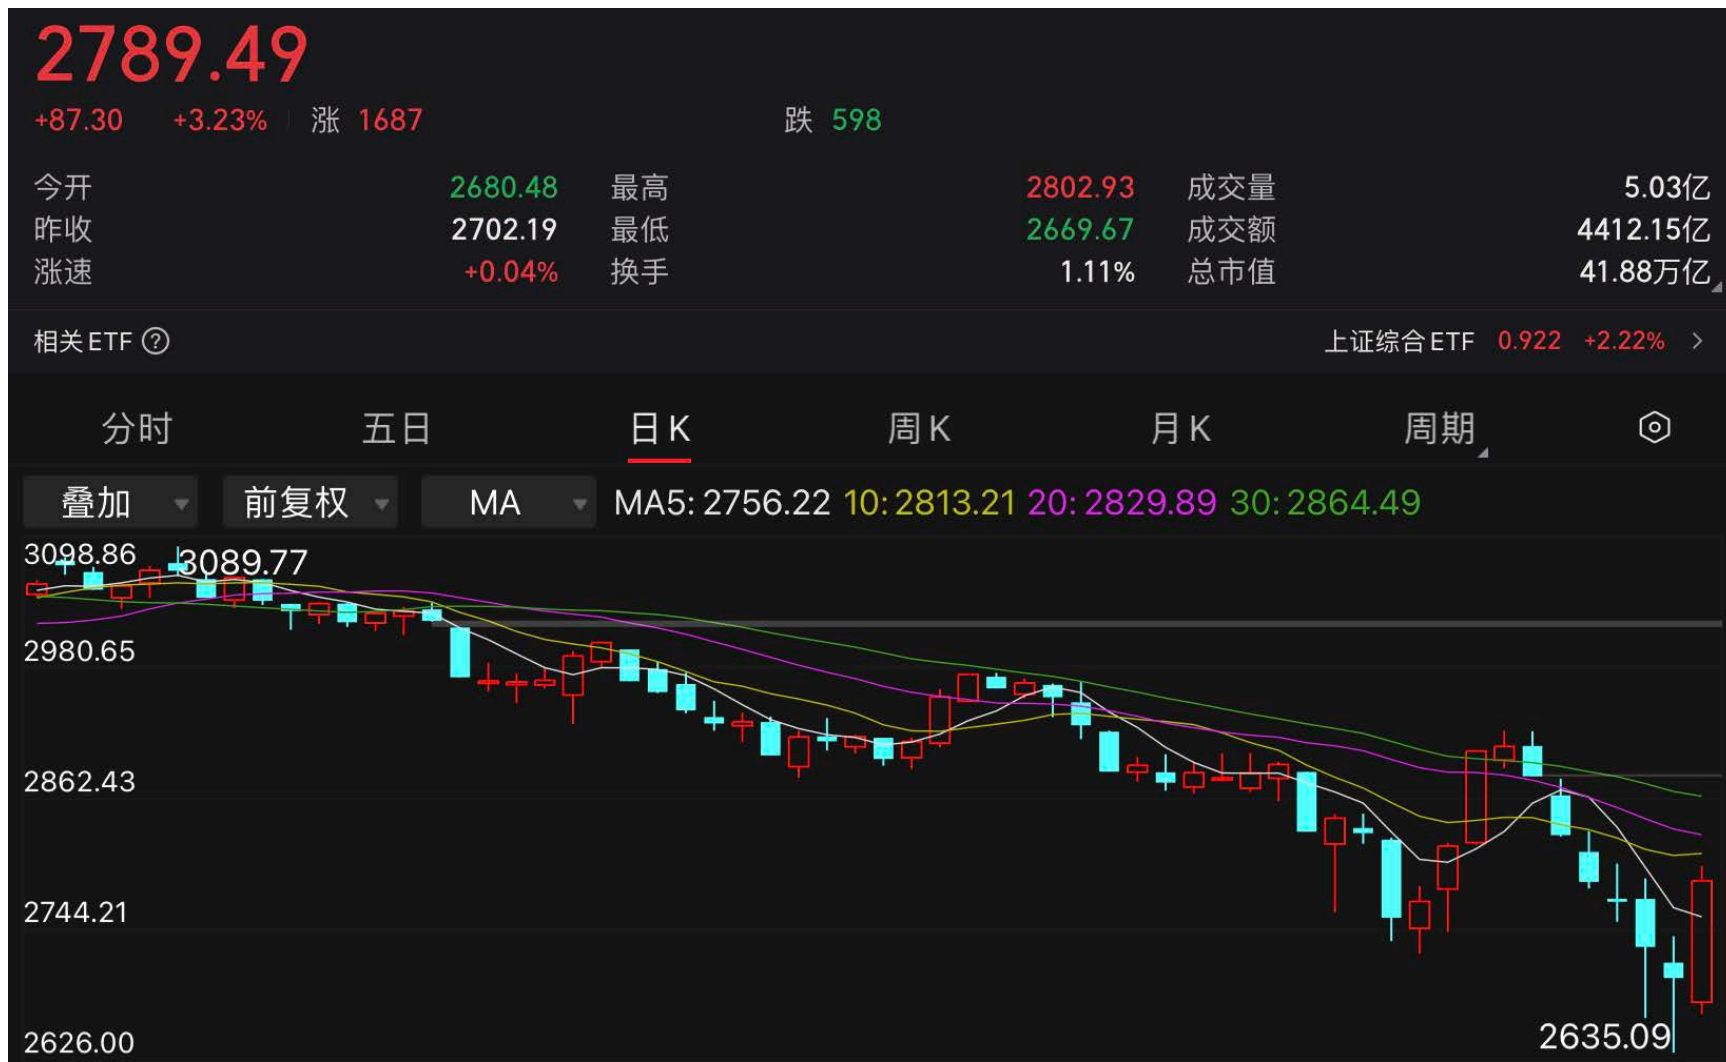 2789.49
+87.30 +3.23% 涨 1687 跌 598
今开 2680.48 最高 2802.93 成交量 5.03亿
昨收 2702.19 最低 2669.67 成交额 4412.15亿
涨速 +0.04% 换手 1.11% 总市值 41.88万亿
相关ETF ? 上证综合ETF 0.922 +2.22% >
分时 五日 日K 周K 月K 周期
叠加 前复权 MA MA5:2756.22 10:2813.21 20:2829.89 30:2864.49
3098.86 3089.77
2980.65
2862.43
2744.21
2626.00 2635.09